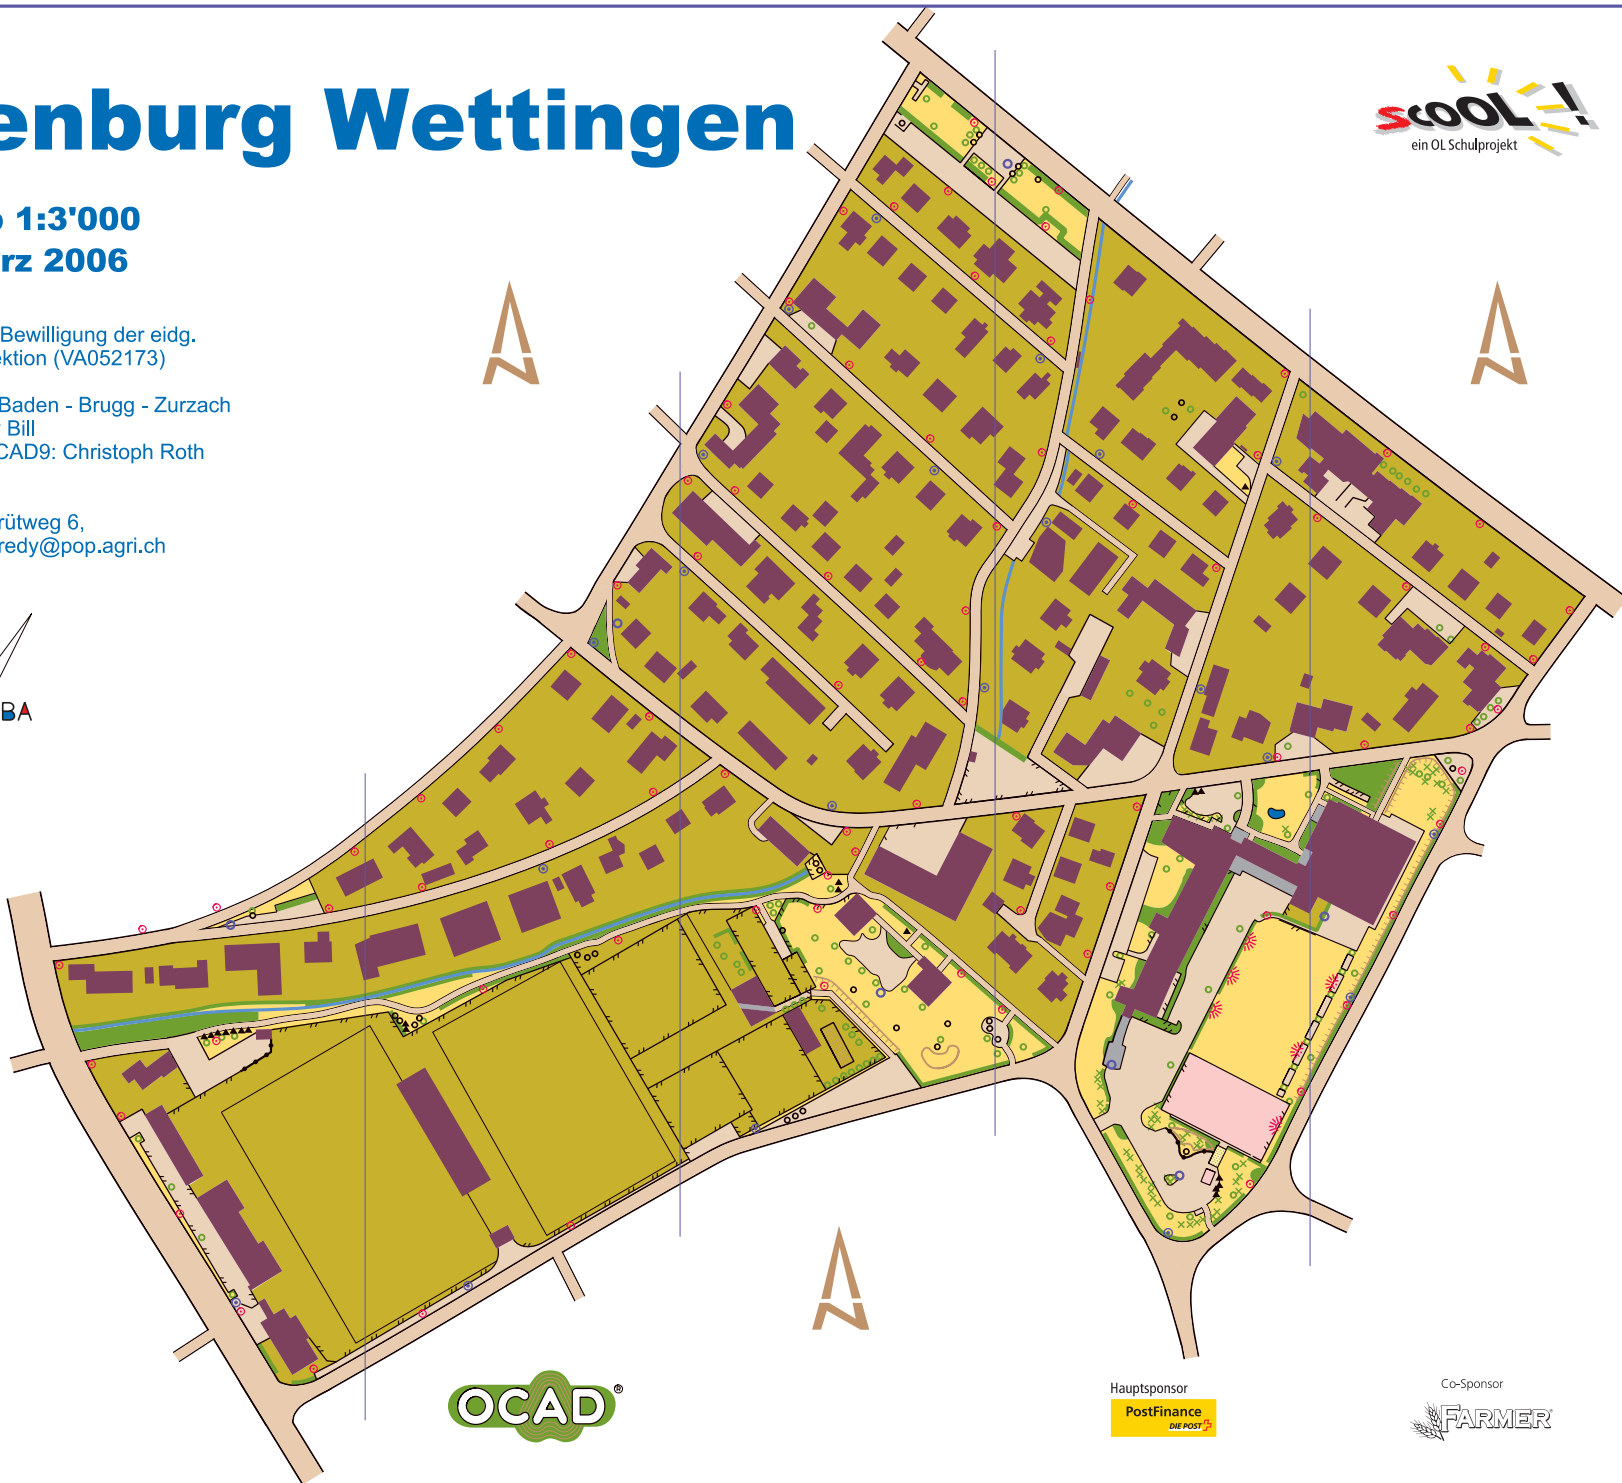 enburg Wettingen
1:3'000
rz 2006
Bewilligung der eidg.
ektion (VA052173)
Baden - Brugg - Zurzach
Bill
CAD9: Christoph Roth
rütweg 6,
redy@pop.agri.ch
BA
scooL!
ein OL Schulprojekt
N
N
N
OCAD®
Hauptsponsor
PostFinance
DIE POST
Co-Sponsor
FARMER